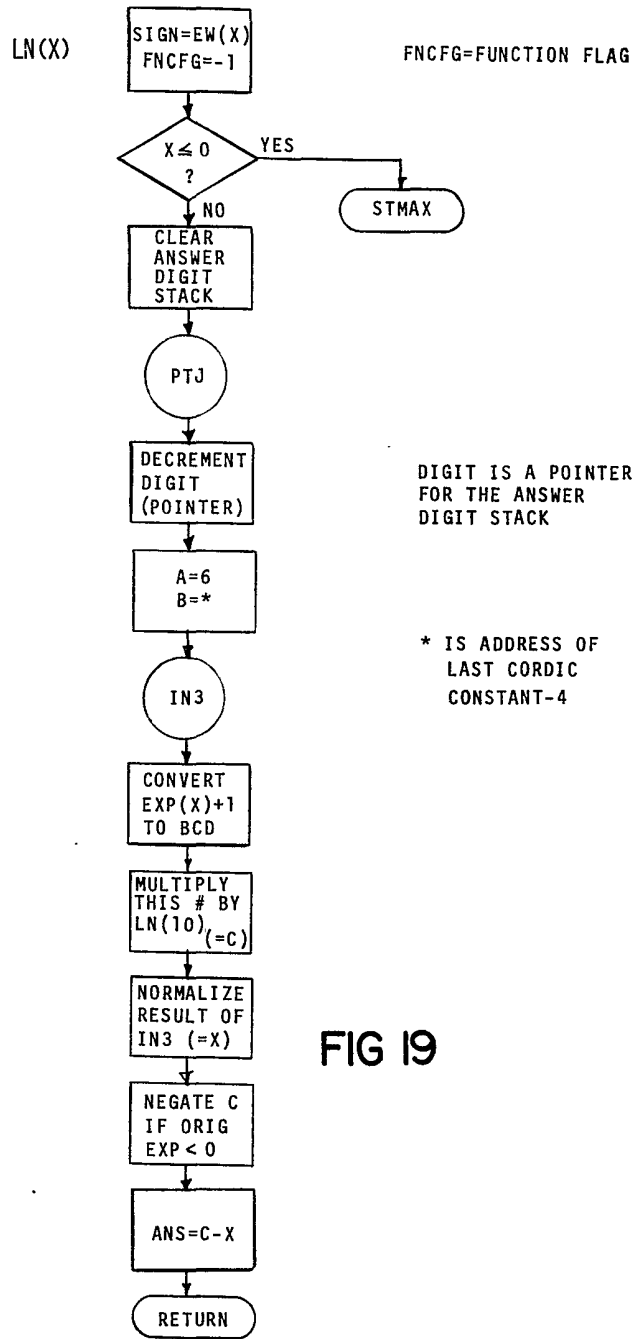 LN(X)
SIGN=EW(X)
FNCFG=-1
FNCFG=FUNCTION FLAG
X≤0
?
YES
STMAX
NO
CLEAR
ANSWER
DIGIT
STACK
PTJ
DECREMENT
DIGIT
(POINTER)
DIGIT IS A POINTER
FOR THE ANSWER
DIGIT STACK
A=6
B=*
* IS ADDRESS OF
LAST CORDIC
CONSTANT-4
IN3
CONVERT
EXP(X)+1
TO BCD
MULTIPLY
THIS # BY
LN(10)
(=C)
NORMALIZE
RESULT OF
IN3 (=X)
FIG 19
NEGATE C
IF ORIG
EXP<0
ANS=C-X
RETURN